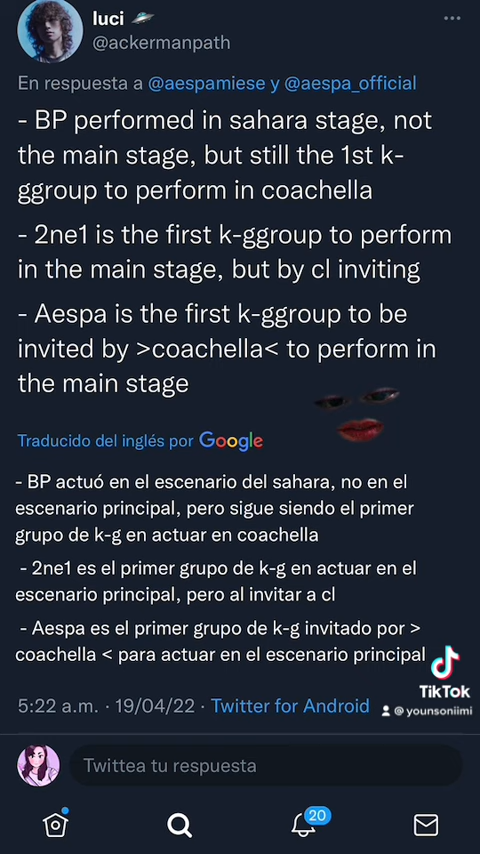 luci 🛸
@ackermanpath
En respuesta a @aespamiese y @aespa_official
- BP performed in sahara stage, not
the main stage, but still the 1st k-
ggroup to perform in coachella
- 2ne1 is the first k-ggroup to perform
in the main stage, but by cl inviting
- Aespa is the first k-ggroup to be
invited by >coachella< to perform in
the main stage
Traducido del inglés por Google
- BP actuó en el escenario del sahara, no en el
escenario principal, pero sigue siendo el primer
grupo de k-g en actuar en coachella
- 2ne1 es el primer grupo de k-g en actuar en el
escenario principal, pero al invitar a cl
- Aespa es el primer grupo de k-g invitado por >
coachella < para actuar en el escenario principal
TikTok
@younsoniimi
5:22 a.m. · 19/04/22 · Twitter for Android
Twittea tu respuesta
20